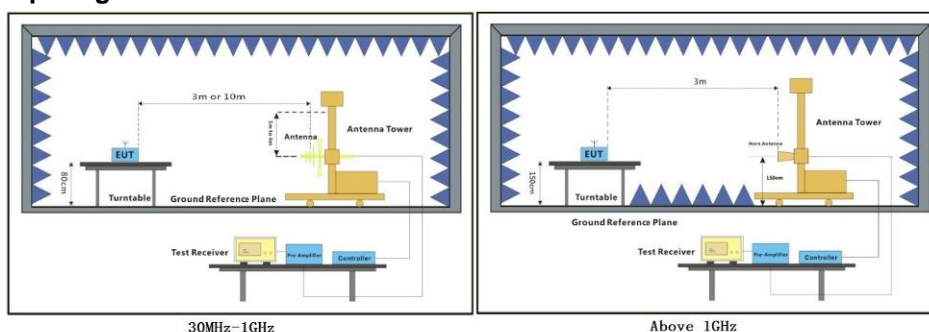 3m or 10m
1m to 4m
Antenna
Antenna Tower
EUT
80cm
Turntable
Ground Reference Plane
Test Receiver
Pre-Amplifier
Controller
30MHz-1GHz
3m
Antenna Tower
Horn Antenna
EUT
150cm
150cm
Turntable
Ground Reference Plane
Test Receiver
Pre-Amplifier
Controller
Above 1GHz